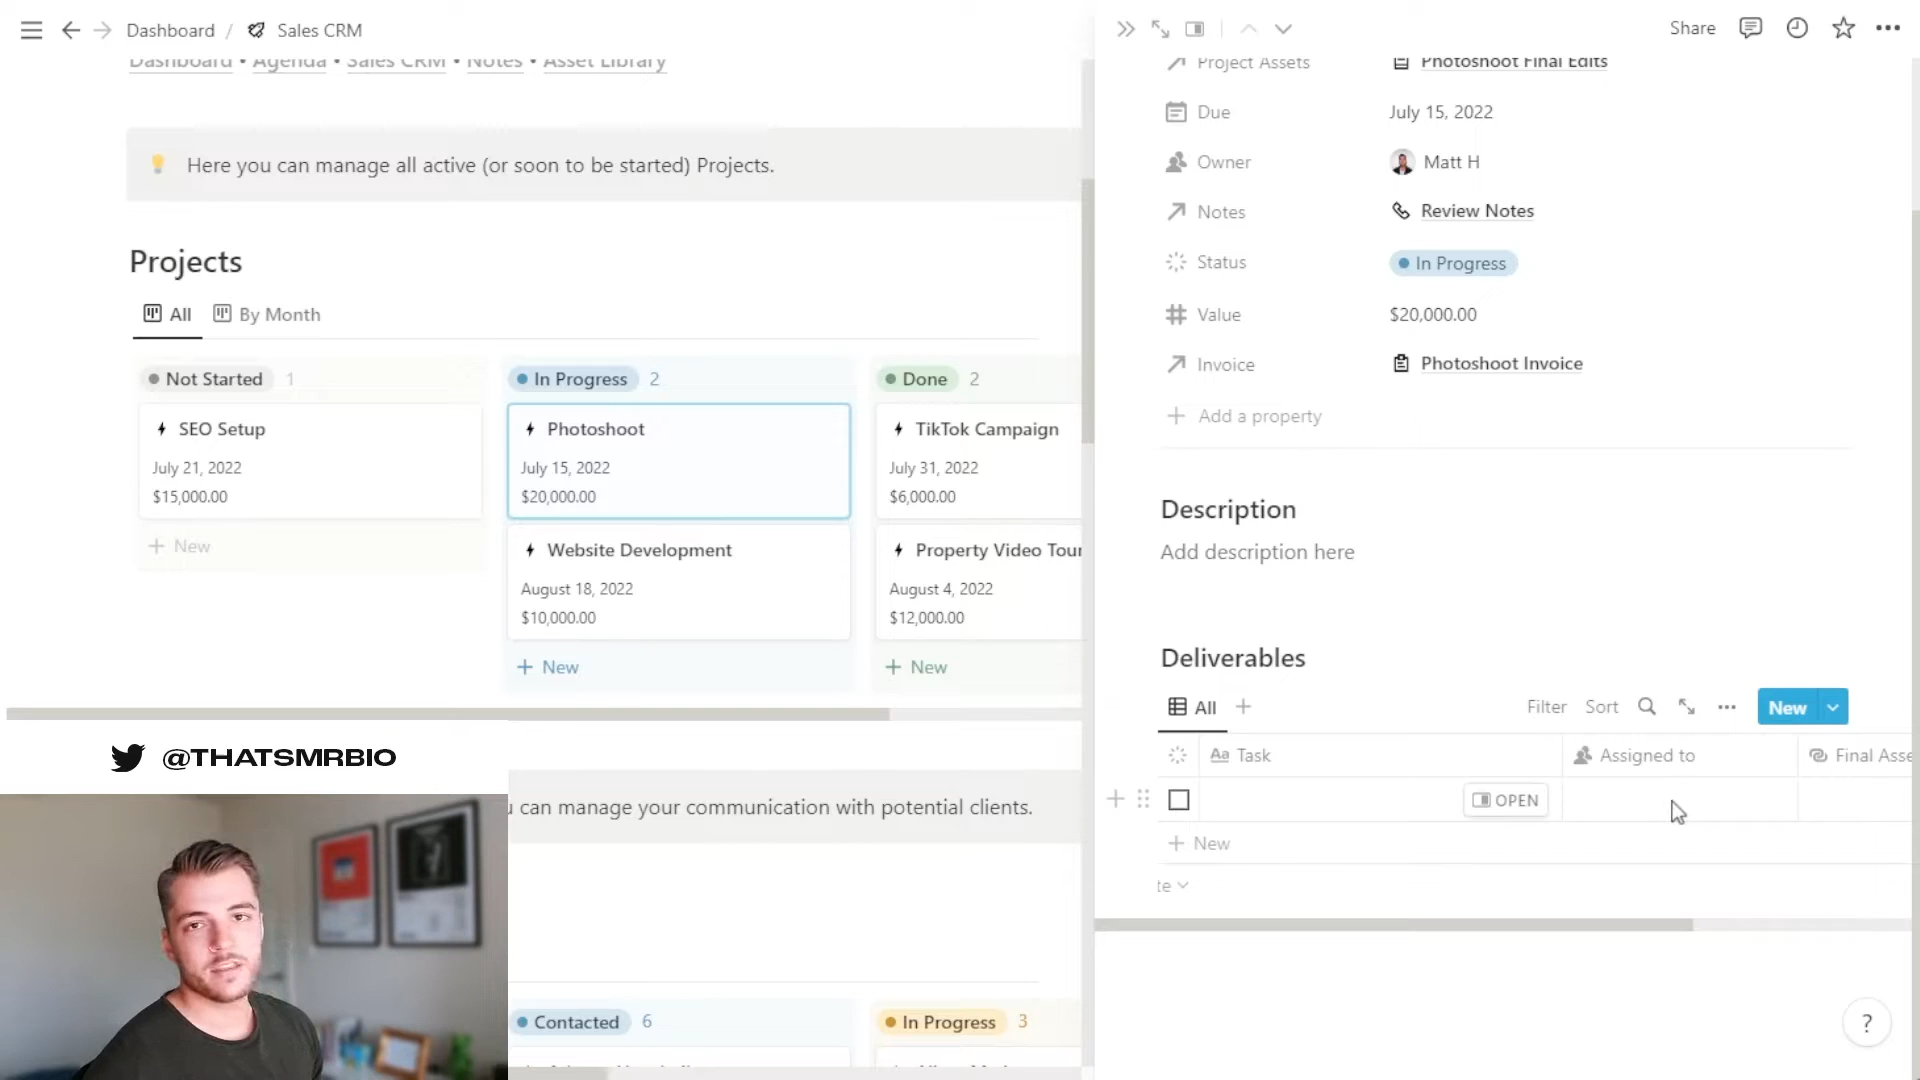 Dashboard / Sales CRM
Dashboard • Agenda • Sales CRM • Notes • Asset Library
Here you can manage all active (or soon to be started) Projects.
Projects
All By Month
Not Started 1
SEO Setup
July 21, 2022
$15,000.00
+ New
In Progress 2
Photoshoot
July 15, 2022
$20,000.00
Website Development
August 18, 2022
$10,000.00
+ New
Done 2
TikTok Campaign
July 31, 2022
$6,000.00
Property Video Tour
August 4, 2022
$12,000.00
+ New
@THATSMRBIO
u can manage your communication with potential clients.
Contacted 6
In Progress 3
Share
Project Assets Photoshoot Final Edits
Due July 15, 2022
Owner Matt H
Notes Review Notes
Status In Progress
Value $20,000.00
Invoice Photoshoot Invoice
+ Add a property
Description
Add description here
Deliverables
All + Filter Sort New
Aa Task Assigned to Final Asse
OPEN
+ New
te
?